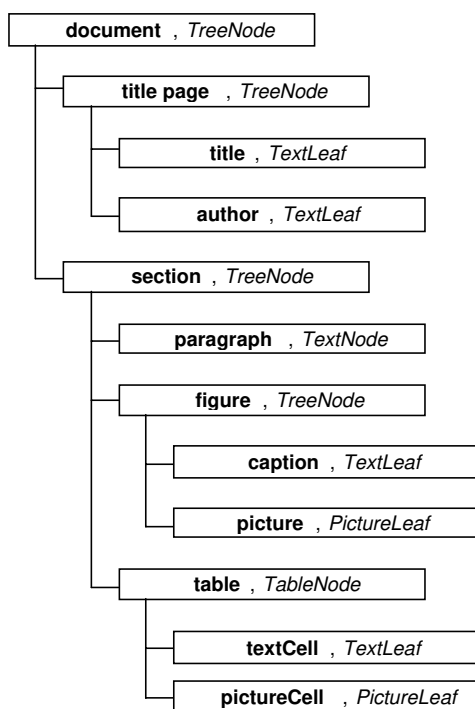 document , TreeNode
title page , TreeNode
title , TextLeaf
author , TextLeaf
section , TreeNode
paragraph , TextNode
figure , TreeNode
caption , TextLeaf
picture , PictureLeaf
table , TableNode
textCell , TextLeaf
pictureCell , PictureLeaf